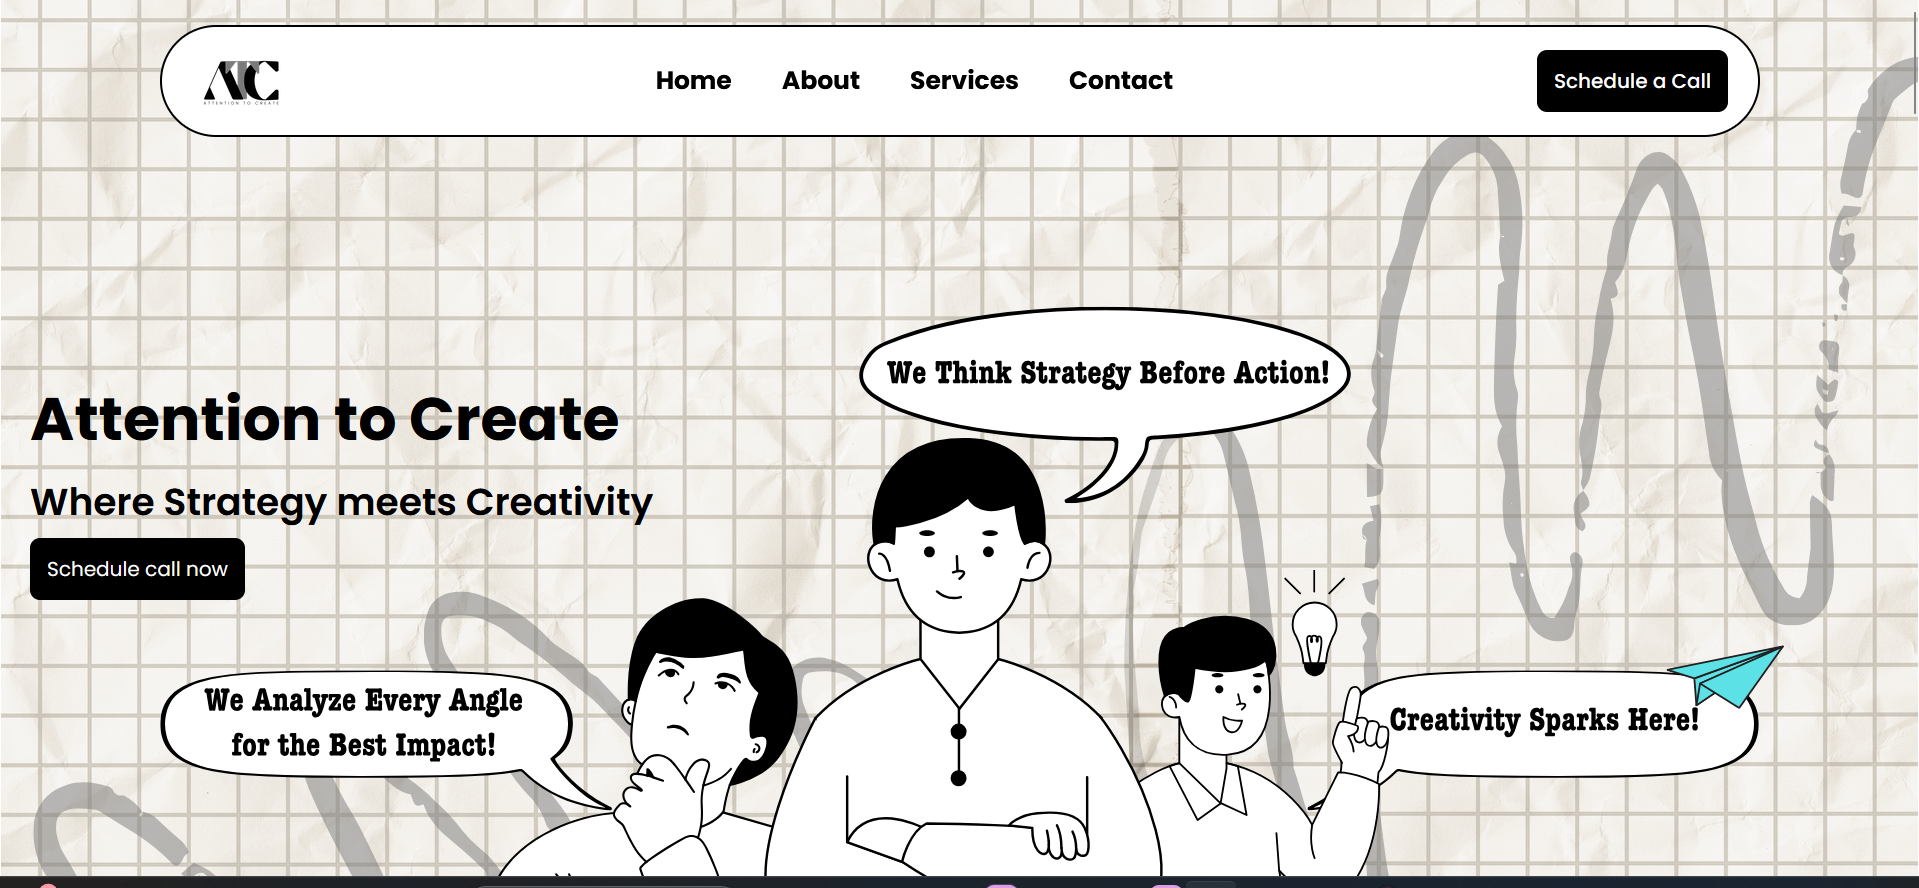 ATC
ATTENTION TO CREATE
Home
About
Services
Contact
Schedule a Call
We Think Strategy Before Action!
Attention to Create
Where Strategy meets Creativity
Schedule call now
We Analyze Every Angle
for the Best Impact!
Creativity Sparks Here!